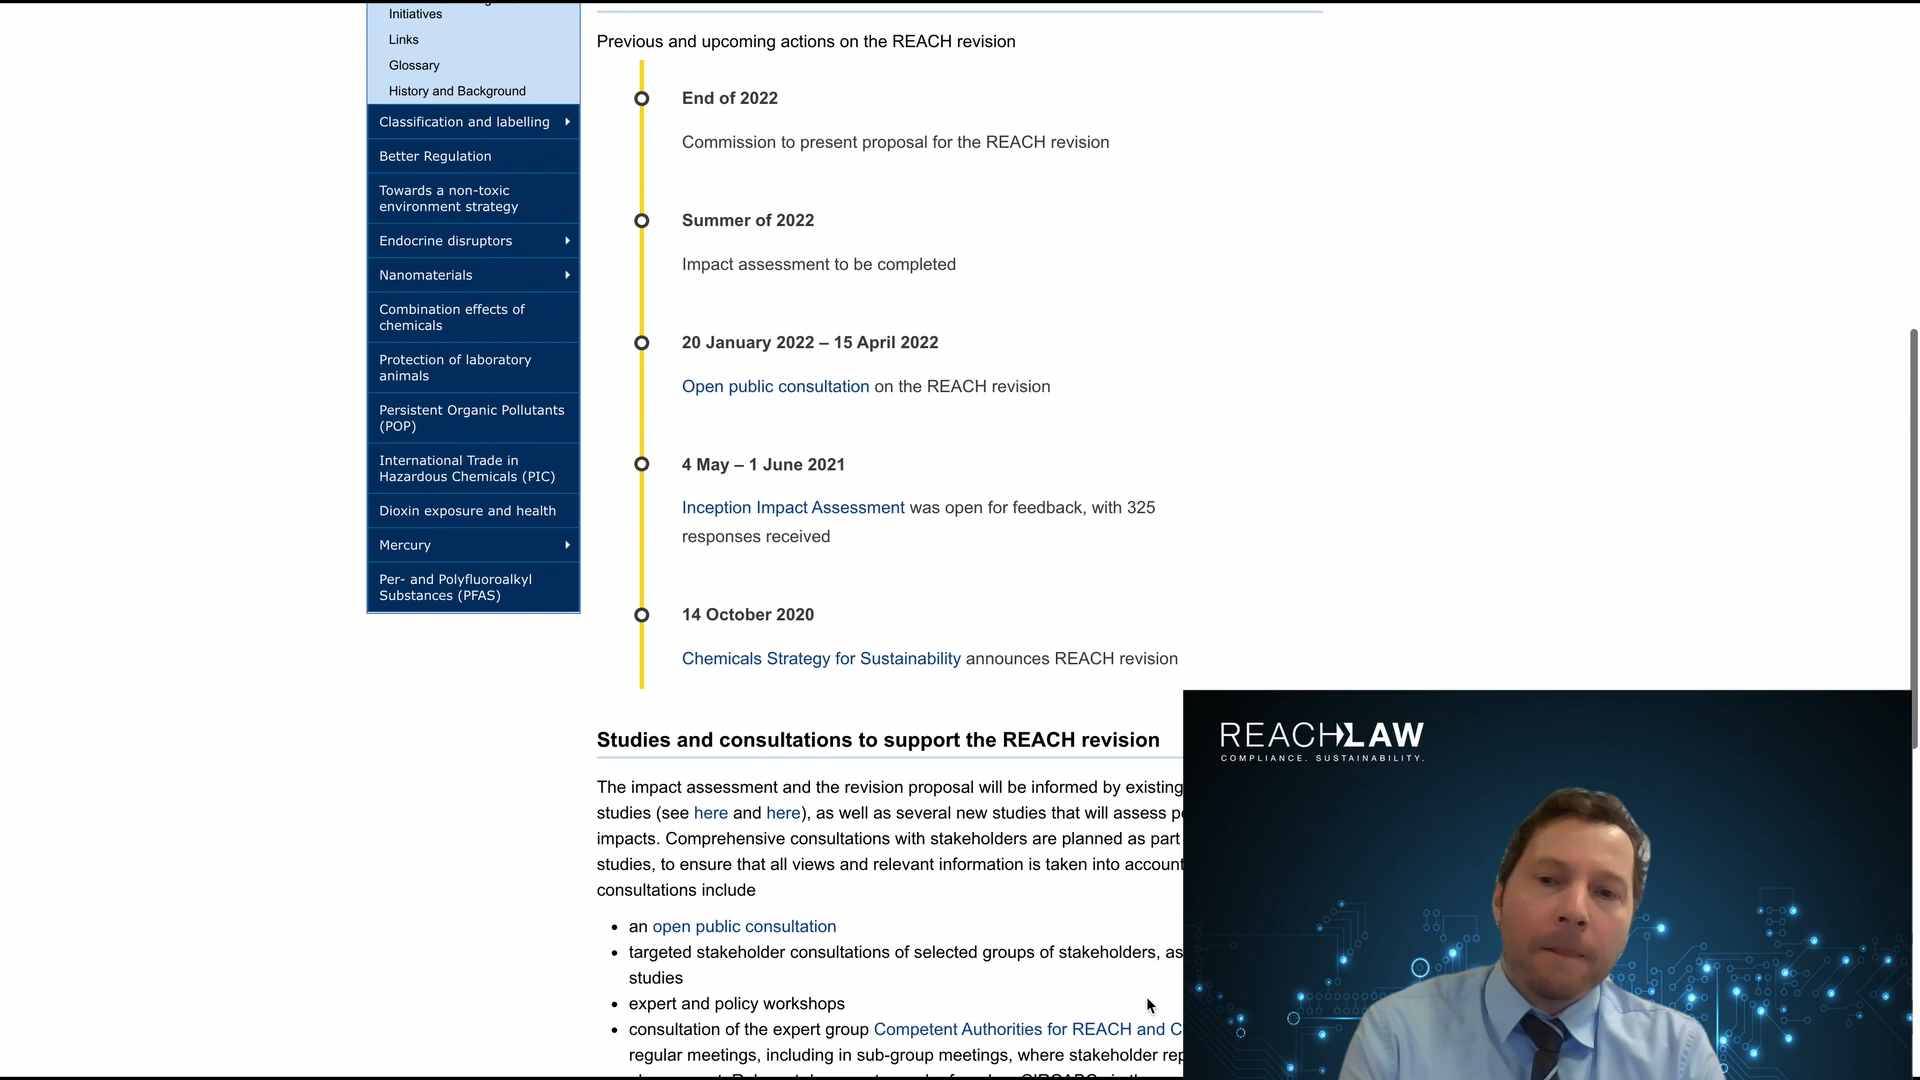 Initiatives
Links
Glossary
History and Background
Classification and labelling
Better Regulation
Towards a non-toxic
environment strategy
Endocrine disruptors
Nanomaterials
Combination effects of
chemicals
Protection of laboratory
animals
Persistent Organic Pollutants
(POP)
International Trade in
Hazardous Chemicals (PIC)
Dioxin exposure and health
Mercury
Per- and Polyfluoroalkyl
Substances (PFAS)
Previous and upcoming actions on the REACH revision
End of 2022
Commission to present proposal for the REACH revision
Summer of 2022
Impact assessment to be completed
20 January 2022 – 15 April 2022
Open public consultation on the REACH revision
4 May – 1 June 2021
Inception Impact Assessment was open for feedback, with 325
responses received
14 October 2020
Chemicals Strategy for Sustainability announces REACH revision
Studies and consultations to support the REACH revision
The impact assessment and the revision proposal will be informed by existing
studies (see here and here), as well as several new studies that will assess
impacts. Comprehensive consultations with stakeholders are planned as part
studies, to ensure that all views and relevant information is taken into account
consultations include
• an open public consultation
• targeted stakeholder consultations of selected groups of stakeholders, as
studies
• expert and policy workshops
• consultation of the expert group Competent Authorities for REACH and C
regular meetings, including in sub-group meetings, where stakeholder
REACHLAW
COMPLIANCE. SUSTAINABILITY.